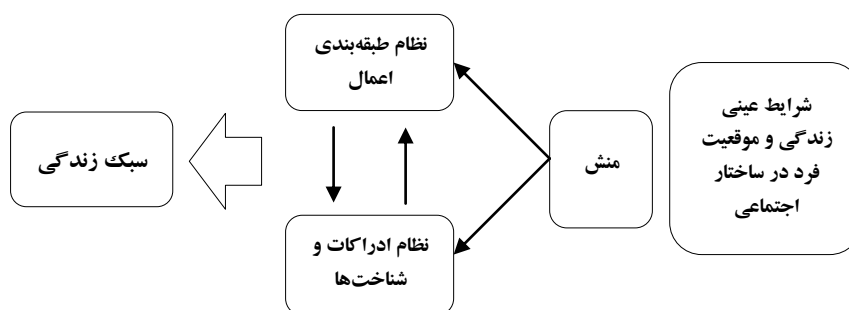 شرایط عینی
زندگی و موقعیت
فرد در ساختار
اجتماعی
منش
نظام طبقه‌بندی
اعمال
نظام ادراکات و
شناخت‌ها
سبک زندگی